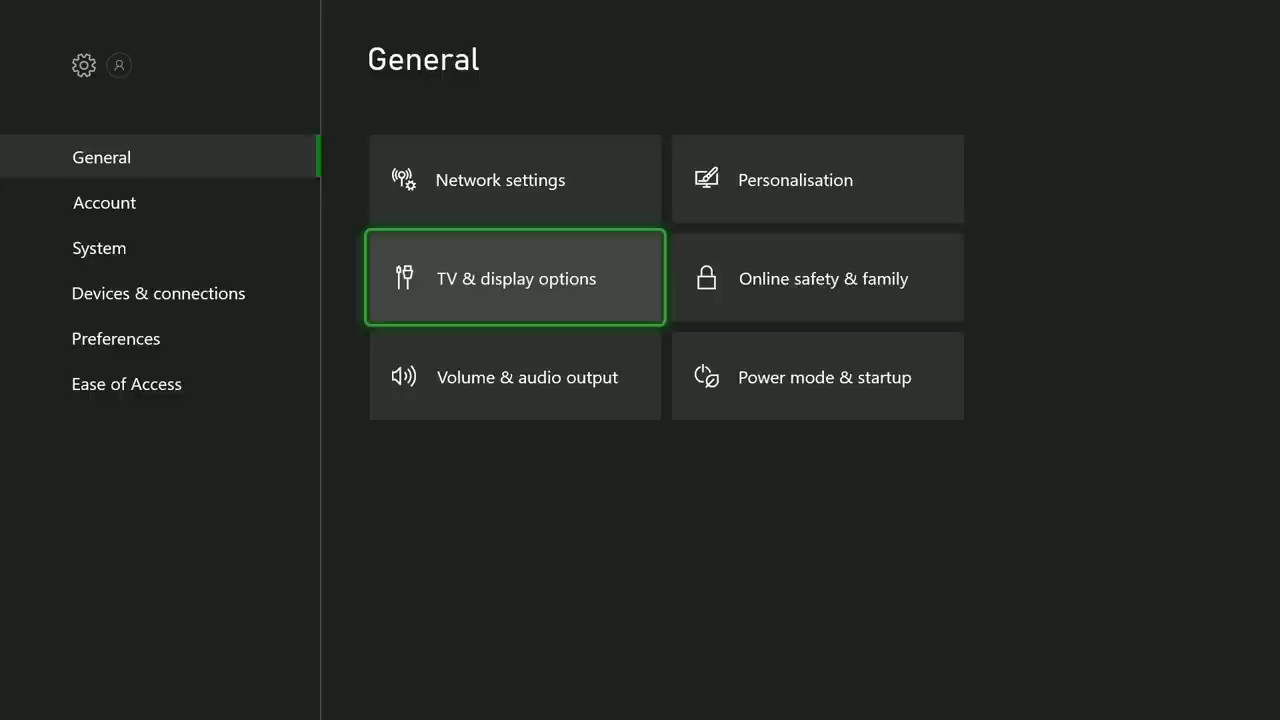 General
General
Account
System
Devices & connections
Preferences
Ease of Access
Network settings
Personalisation
TV & display options
Online safety & family
Volume & audio output
Power mode & startup